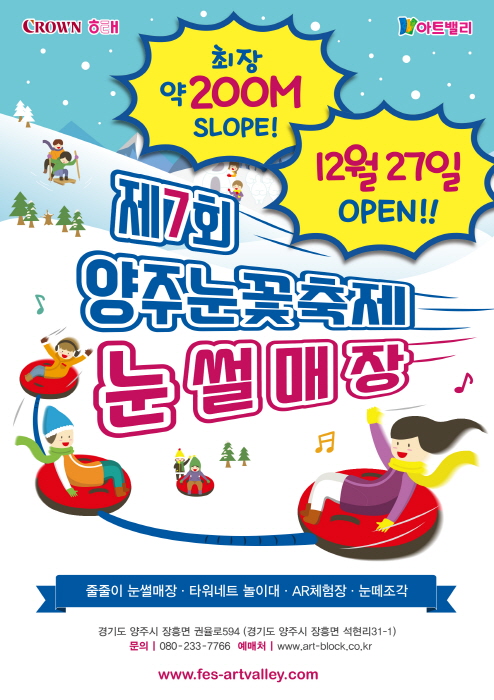 CROWN 해태
아트밸리
최장
약 200M
SLOPE!
12월 27일
OPEN!!
제7회
양주눈꽃축제
눈썰매장
줄줄이 눈썰매장 · 타워네트 놀이대 · AR체험장 · 눈떼조각
경기도 양주시 장흥면 권율로594 (경기도 양주시 장흥면 석현리31-1)
문의 | 080-233-7766 예매처 | www.art-block.co.kr
www.fes-artvalley.com